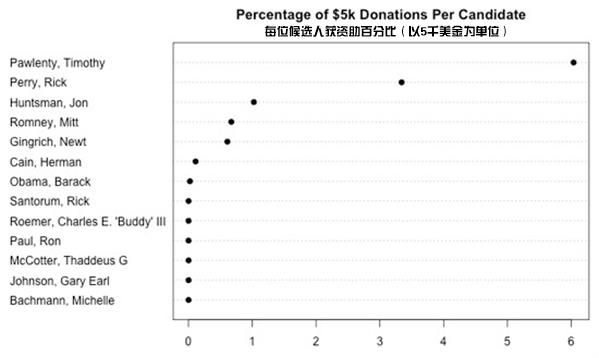 Percentage of $5k Donations Per Candidate
每位候选人获资助百分比（以5千美金为单位）
Pawlenty, Timothy
Perry, Rick
Huntsman, Jon
Romney, Mitt
Gingrich, Newt
Cain, Herman
Obama, Barack
Santorum, Rick
Roemer, Charles E. 'Buddy' III
Paul, Ron
McCotter, Thaddeus G
Johnson, Gary Earl
Bachmann, Michelle
0 1 2 3 4 5 6